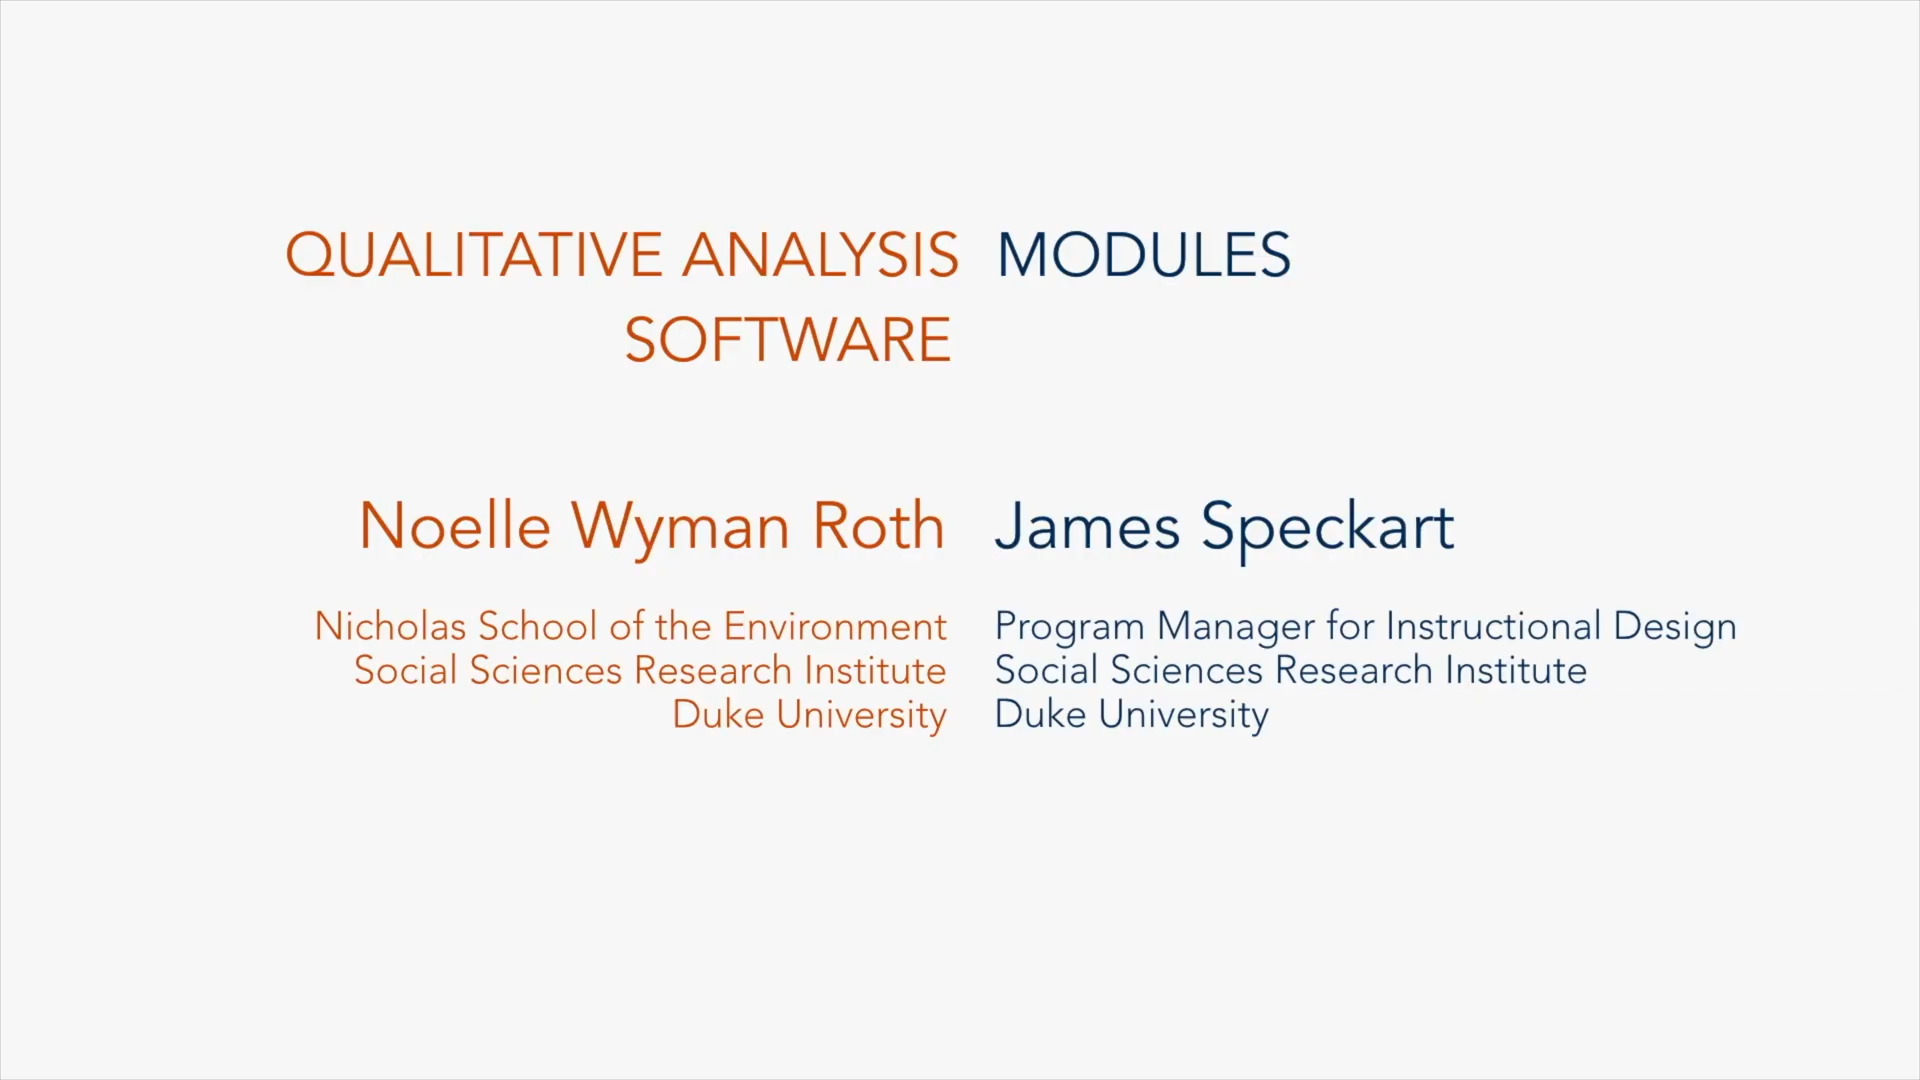 QUALITATIVE ANALYSIS MODULES
SOFTWARE
Noelle Wyman Roth
Nicholas School of the Environment
Social Sciences Research Institute
Duke University
James Speckart
Program Manager for Instructional Design
Social Sciences Research Institute
Duke University